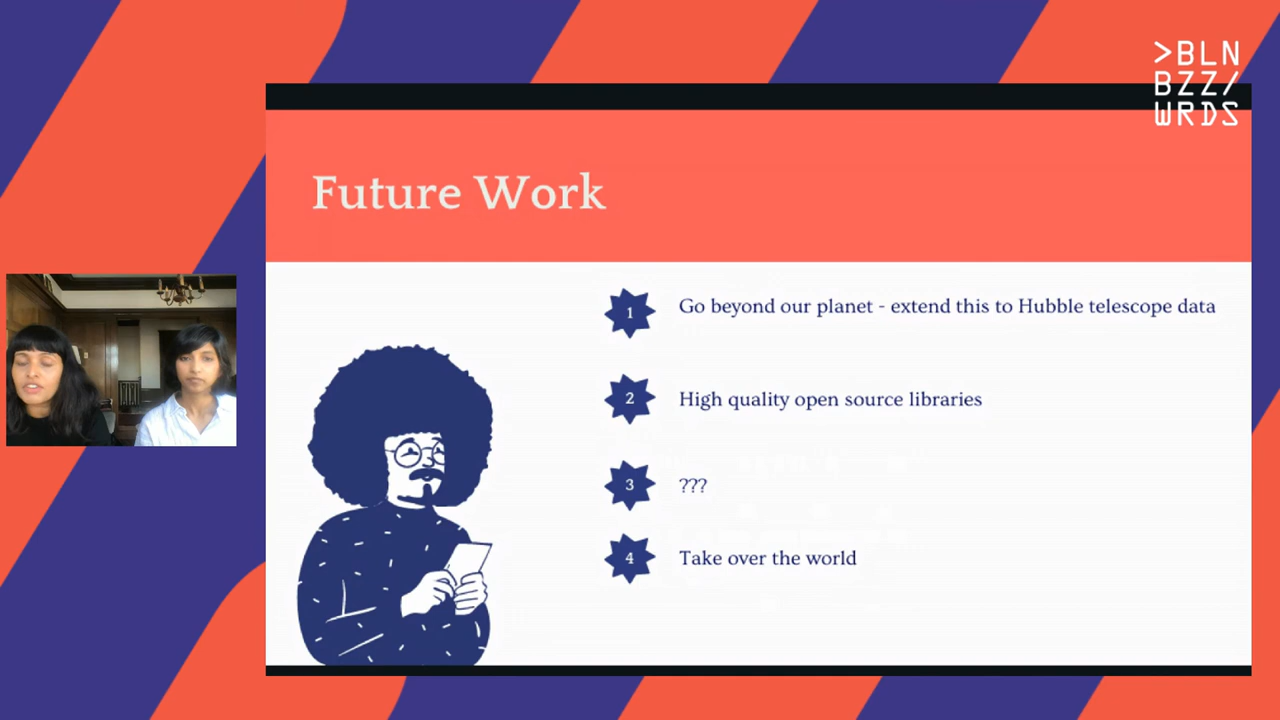 >BLN
BZZ/
WRDS
Future Work
1 Go beyond our planet - extend this to Hubble telescope data
2 High quality open source libraries
3 ???
4 Take over the world